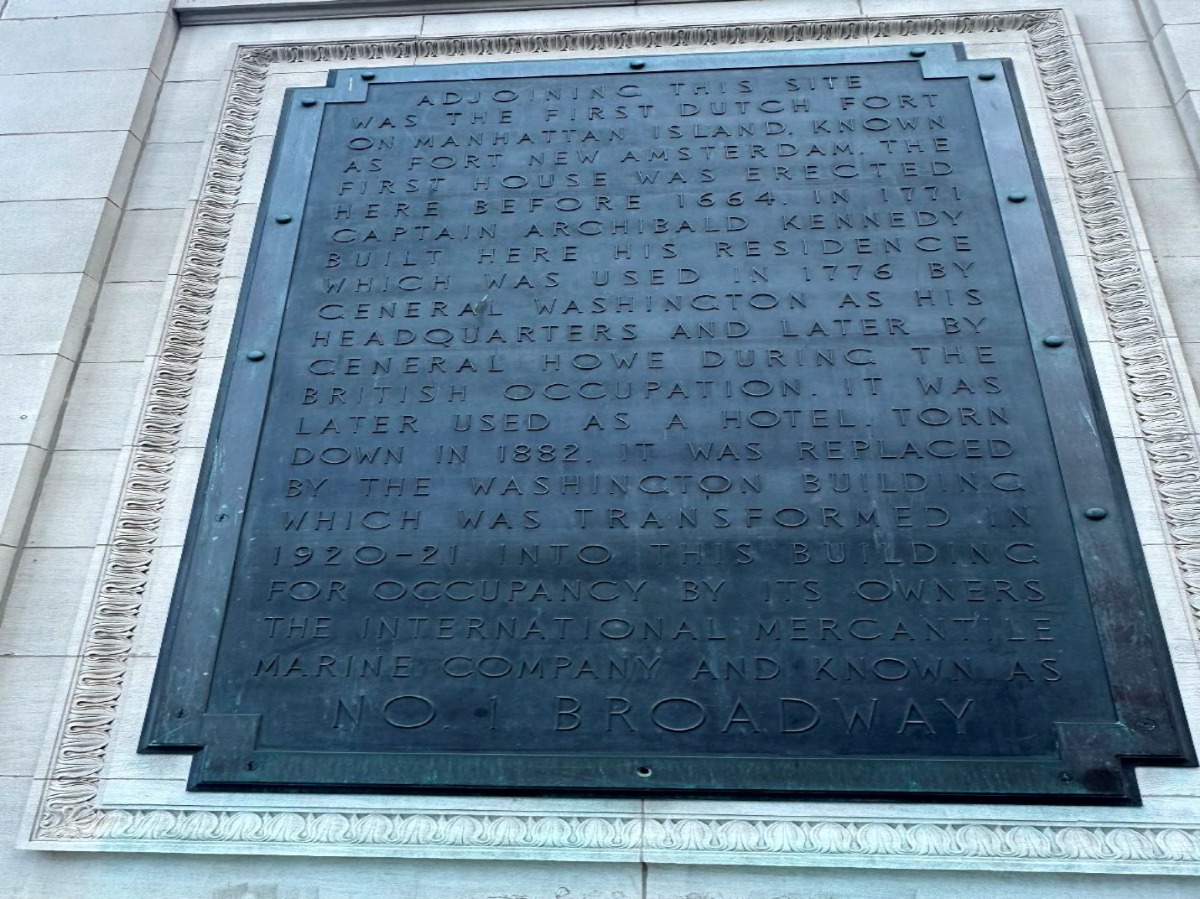 ADJOINING THIS SITE
WAS THE FIRST DUTCH FORT
ON MANHATTAN ISLAND. KNOWN
AS FORT NEW AMSTERDAM. THE
FIRST HOUSE WAS ERECTED
HERE BEFORE 1664. IN 1771
CAPTAIN ARCHIBALD KENNEDY
BUILT HERE HIS RESIDENCE
WHICH WAS USED IN 1776 BY
GENERAL WASHINGTON AS HIS
HEADQUARTERS AND LATER BY
GENERAL HOWE DURING THE
BRITISH OCCUPATION. IT WAS
LATER USED AS A HOTEL. TORN
DOWN IN 1882. IT WAS REPLACED
BY THE WASHINGTON BUILDING
WHICH WAS TRANSFORMED IN
1920-21 INTO THIS BUILDING
FOR OCCUPANCY BY ITS OWNERS
THE INTERNATIONAL MERCANTILE
MARINE COMPANY AND KNOWN AS
NO. 1 BROADWAY